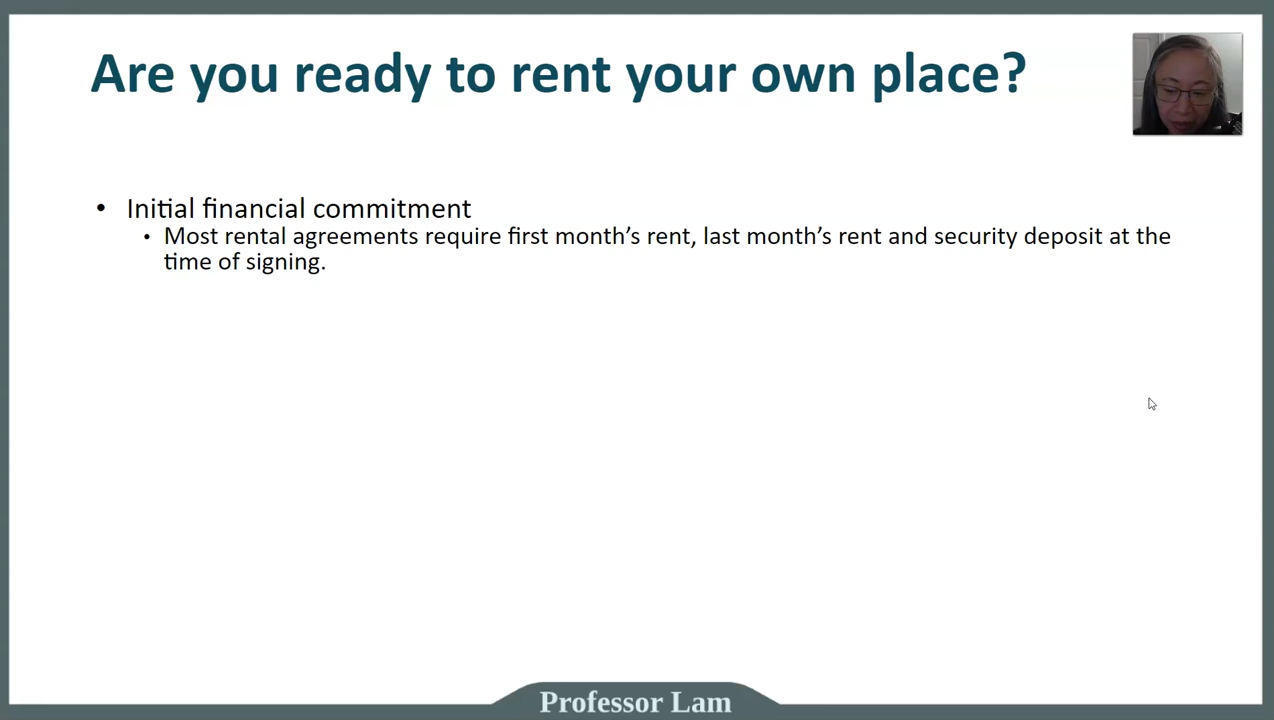 Are you ready to rent your own place?
• Initial financial commitment
• Most rental agreements require first month’s rent, last month’s rent and security deposit at the
time of signing.
Professor Lam